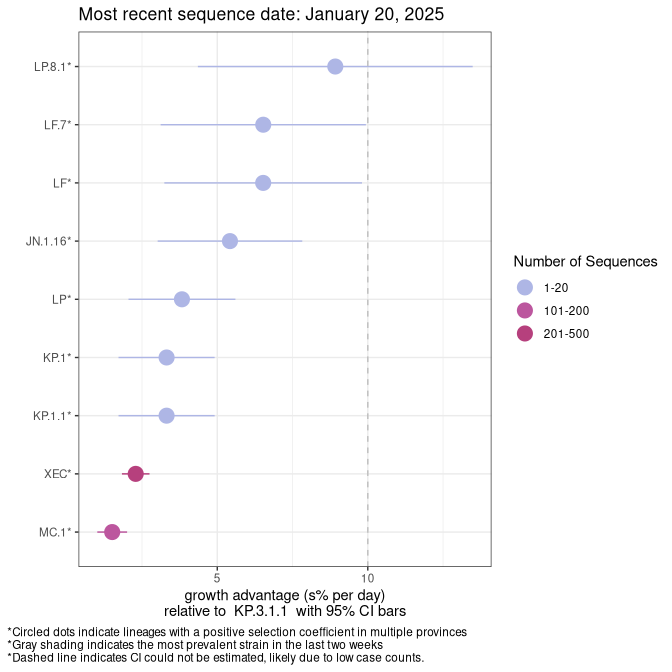 Most recent sequence date: January 20, 2025
LP.8.1*
LF.7*
LF*
JN.1.16*
LP*
KP.1*
KP.1.1*
XEC*
MC.1*
5 10
growth advantage (s% per day)
relative to KP.3.1.1 with 95% CI bars
Number of Sequences
1-20
101-200
201-500
*Circled dots indicate lineages with a positive selection coefficient in multiple provinces
*Gray shading indicates the most prevalent strain in the last two weeks
*Dashed line indicates CI could not be estimated, likely due to low case counts.